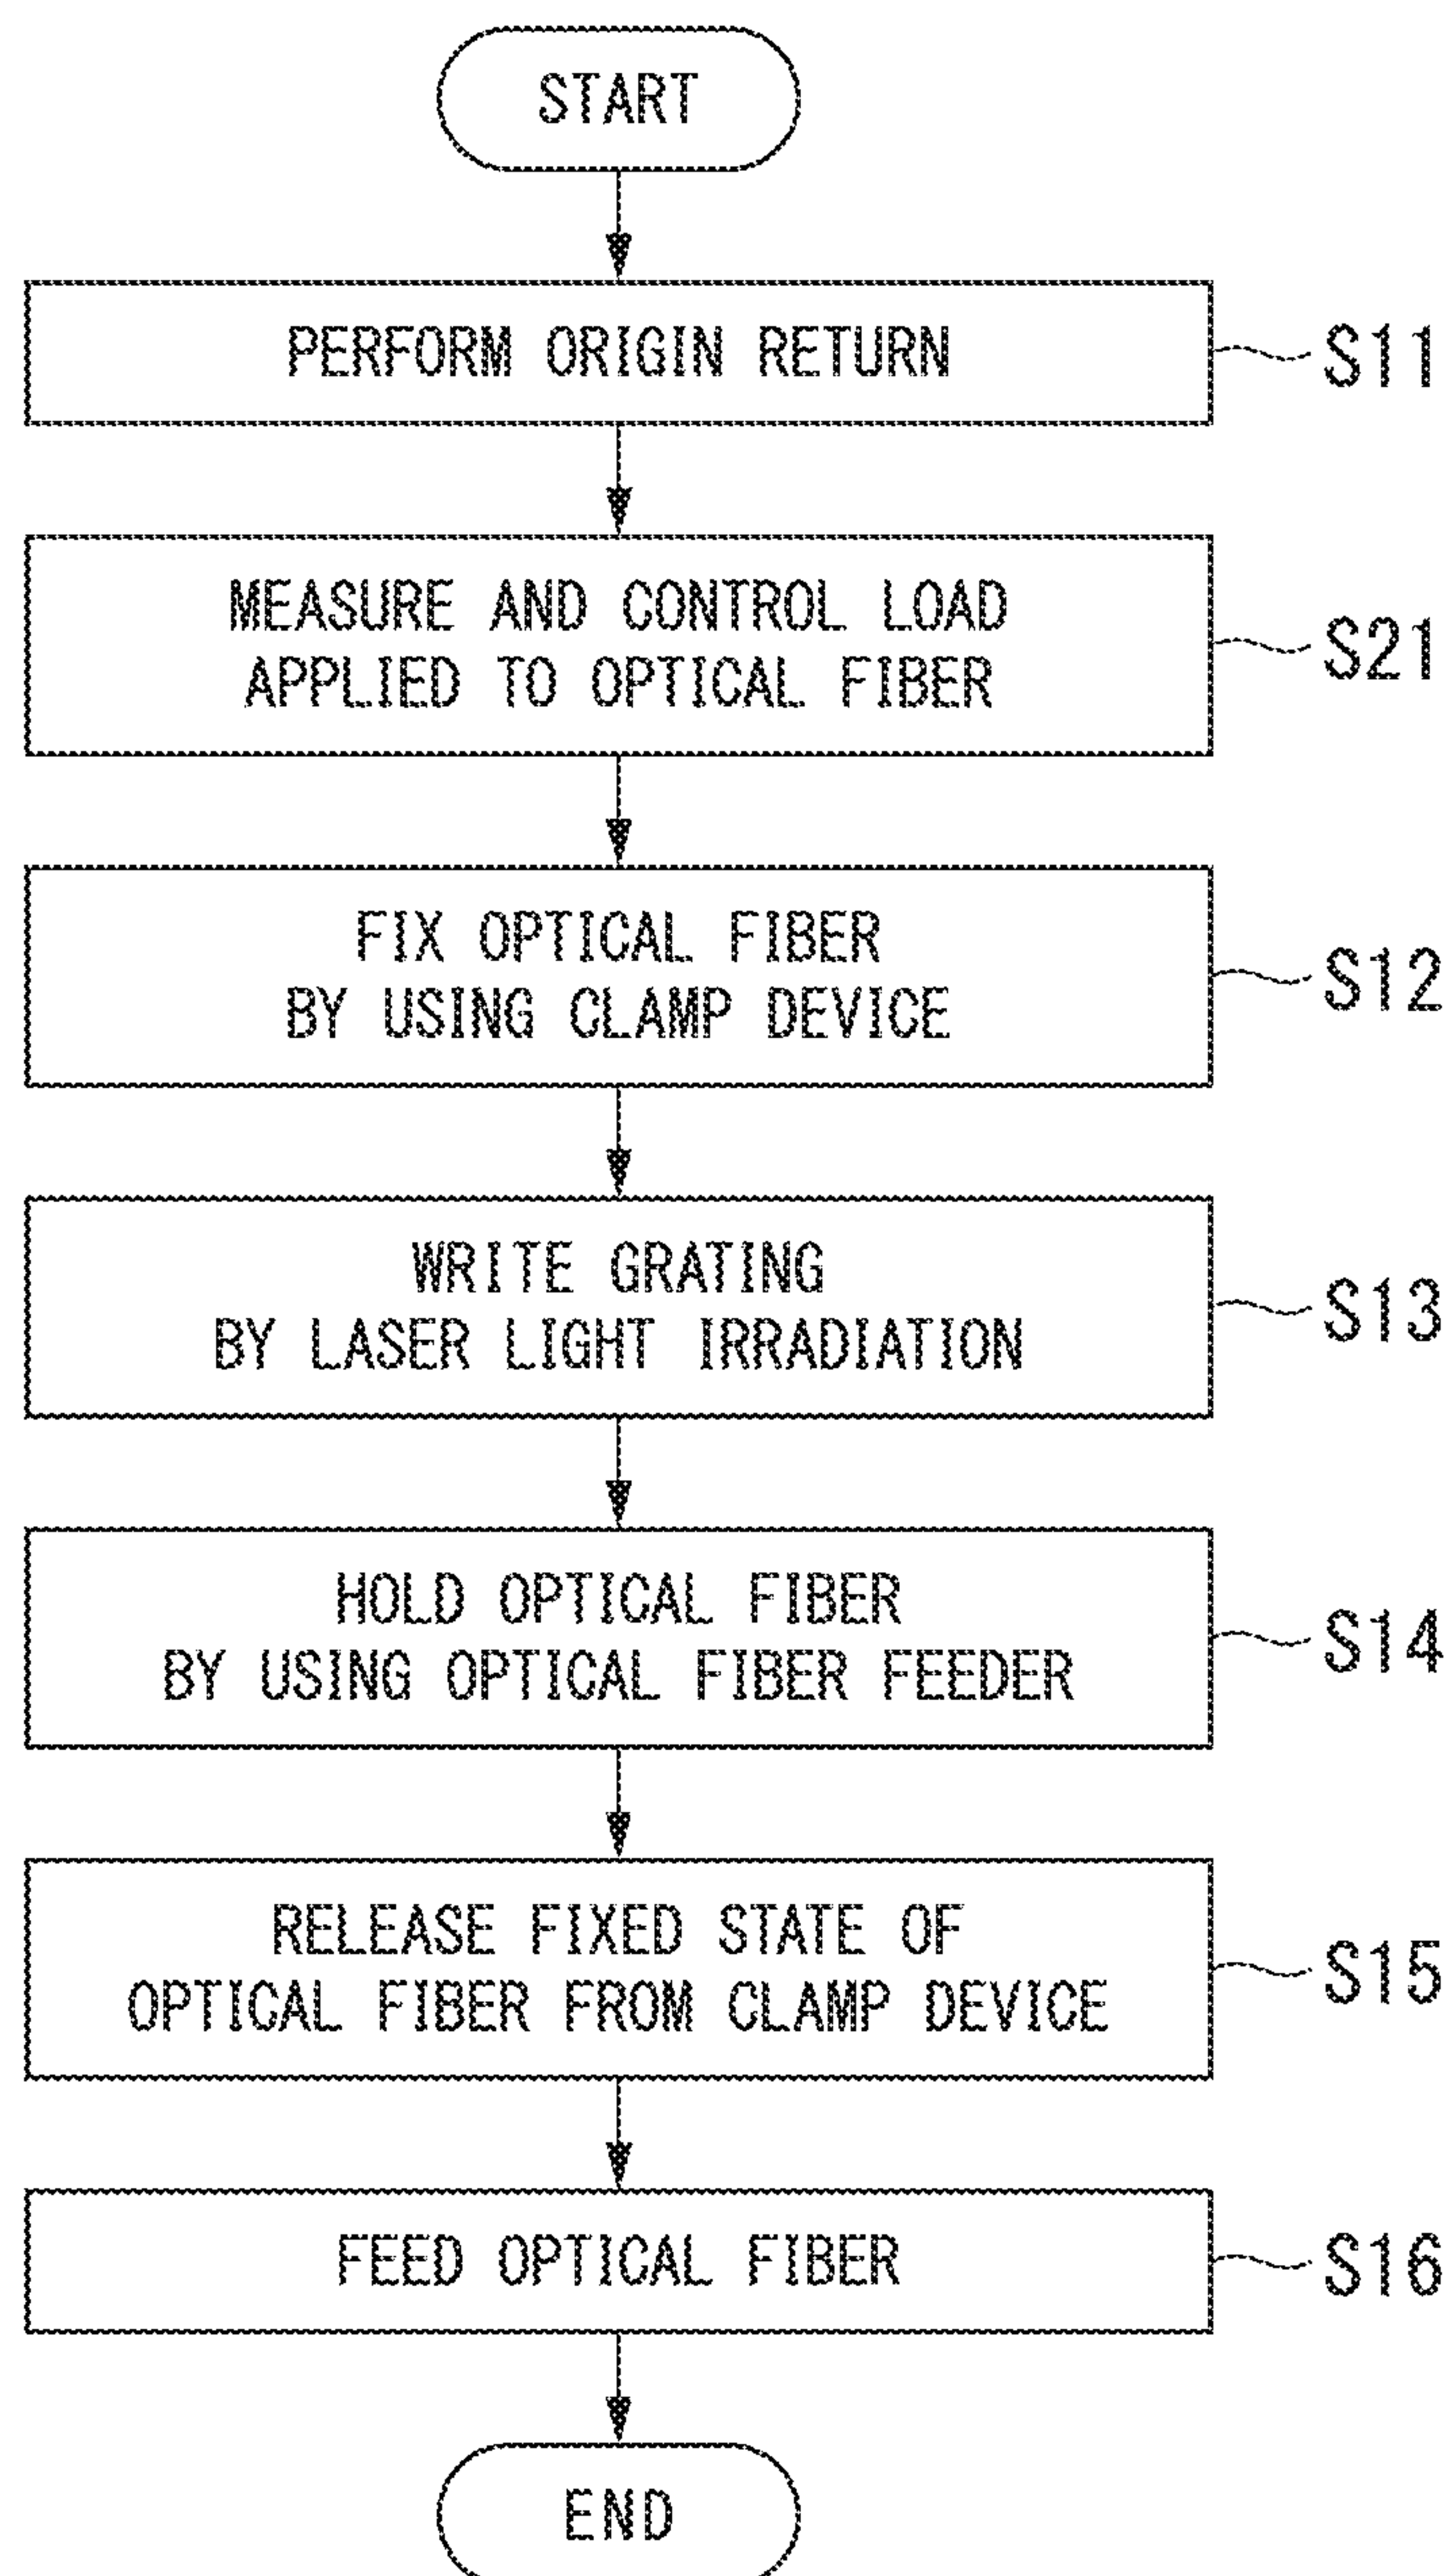 START
PERFORM ORIGIN RETURN
S11
MEASURE AND CONTROL LOAD
APPLIED TO OPTICAL FIBER
S21
FIX OPTICAL FIBER
BY USING CLAMP DEVICE
S12
WRITE GRATING
BY LASER LIGHT IRRADIATION
S13
HOLD OPTICAL FIBER
BY USING OPTICAL FIBER FEEDER
S14
RELEASE FIXED STATE OF
OPTICAL FIBER FROM CLAMP DEVICE
S15
FEED OPTICAL FIBER
S16
END